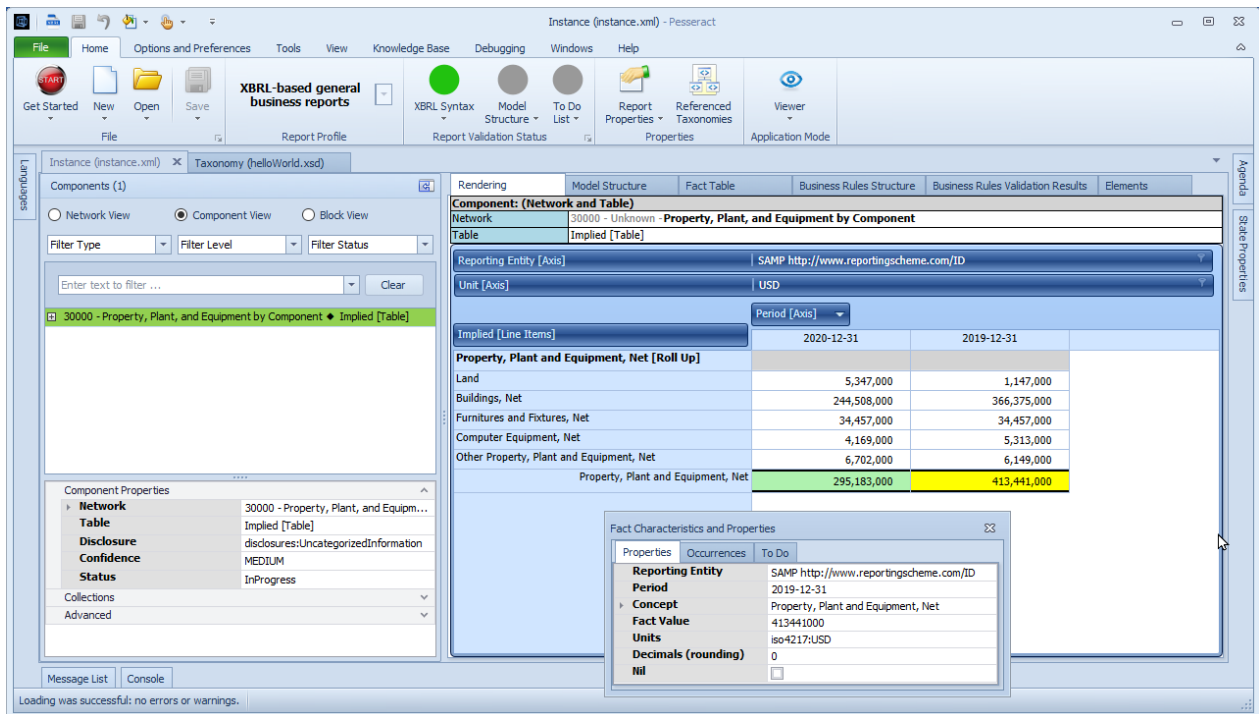 Instance (instance.xml) - Pesseract
File Home Options and Preferences Tools View Knowledge Base Debugging Windows Help
START
Get Started New Open Save
XBRL-based general business reports
XBRL Syntax Model Structure To Do List
Report Properties Referenced Taxonomies
Viewer
File Report Profile Report Validation Status Properties Application Mode
Languages
Instance (instance.xml) Taxonomy (helloWorld.xsd)
Agenda
State Properties
Components (1)
Network View Component View Block View
Filter Type Filter Level Filter Status
Enter text to filter ... Clear
30000 - Property, Plant, and Equipment by Component ◆ Implied [Table]
Component Properties
Network 30000 - Property, Plant, and Equipm...
Table Implied [Table]
Disclosure disclosures:UncategorizedInformation
Confidence MEDIUM
Status InProgress
Collections
Advanced
Rendering Model Structure Fact Table Business Rules Structure Business Rules Validation Results Elements
Component: (Network and Table)
Network 30000 - Unknown - Property, Plant, and Equipment by Component
Table Implied [Table]
Reporting Entity [Axis] SAMP http://www.reportingscheme.com/ID
Unit [Axis] USD
Period [Axis]
Implied [Line Items] 2020-12-31 2019-12-31
Property, Plant and Equipment, Net [Roll Up]
Land 5,347,000 1,147,000
Buildings, Net 244,508,000 366,375,000
Furnitures and Fixtures, Net 34,457,000 34,457,000
Computer Equipment, Net 4,169,000 5,313,000
Other Property, Plant and Equipment, Net 6,702,000 6,149,000
Property, Plant and Equipment, Net 295,183,000 413,441,000
Fact Characteristics and Properties
Properties Occurrences To Do
Reporting Entity SAMP http://www.reportingscheme.com/ID
Period 2019-12-31
Concept Property, Plant and Equipment, Net
Fact Value 413441000
Units iso4217:USD
Decimals (rounding) 0
Nil
Message List Console
Loading was successful: no errors or warnings.